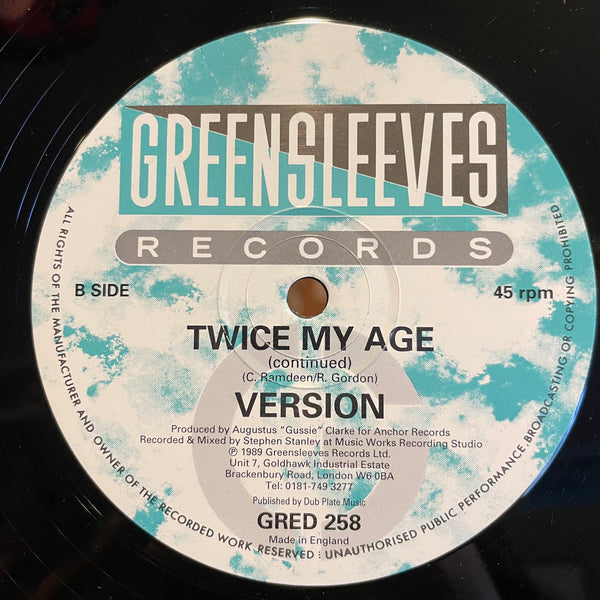 GREENSLEEVES
RECORDS
B SIDE
45 rpm
TWICE MY AGE
(continued)
(C. Ramdeen/R. Gordon)
VERSION
Produced by Augustus "Gussie" Clarke for Anchor Records
Recorded & Mixed by Stephen Stanley at Music Works Recording Studio
℗ 1989 Greensleeves Records Ltd.
Unit 7, Goldhawk Industrial Estate
Brackenbury Road, London W6 0BA
Tel: 0181-749 3277
Published by Dub Plate Music
GRED 258
Made in England
ALL RIGHTS OF THE MANUFACTURER AND OWNER OF THE RECORDED WORK RESERVED : UNAUTHORISED PUBLIC PERFORMANCE, BROADCASTING OR COPYING PROHIBITED